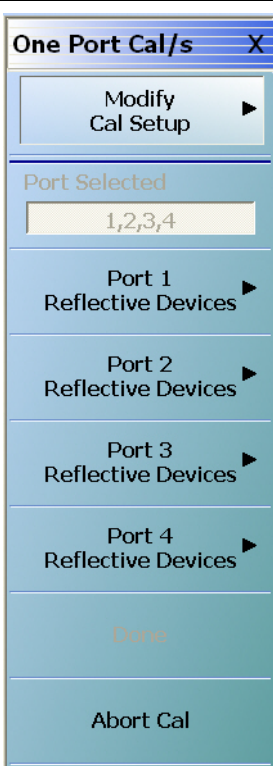 One Port Cal/s X
Modify
Cal Setup
Port Selected
1,2,3,4
Port 1
Reflective Devices
Port 2
Reflective Devices
Port 3
Reflective Devices
Port 4
Reflective Devices
Done
Abort Cal